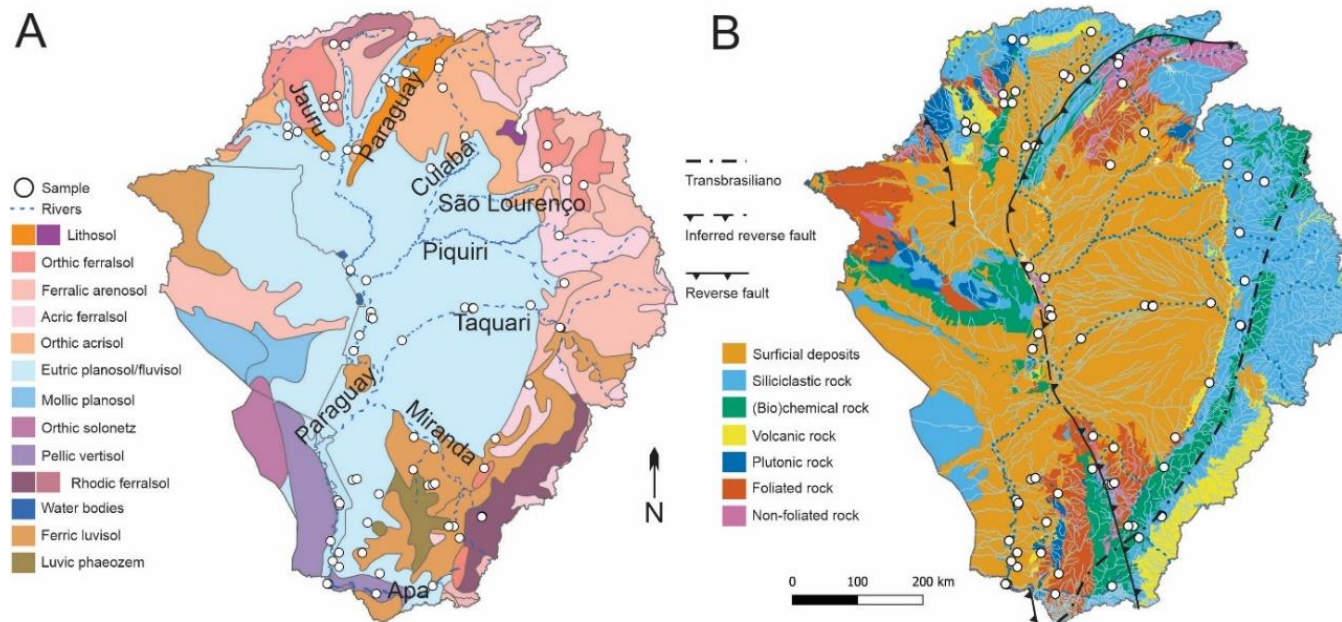 A
Jauru
Paraguay
Cuiabá
São Lourenço
Piquiri
Taquari
Paraguay
Miranda
Apa
N
Sample
Rivers
Lithosol
Orthic ferralsol
Ferralic arenosol
Acric ferralsol
Orthic acrisol
Eutric planosol/fluvisol
Mollic planosol
Orthic solonetz
Pellic vertisol
Rhodic ferralsol
Water bodies
Ferric luvisol
Luvic phaeozem
B
Transbrasiliano
Inferred reverse fault
Reverse fault
Surficial deposits
Siliciclastic rock
(Bio)chemical rock
Volcanic rock
Plutonic rock
Foliated rock
Non-foliated rock
0 100 200 km